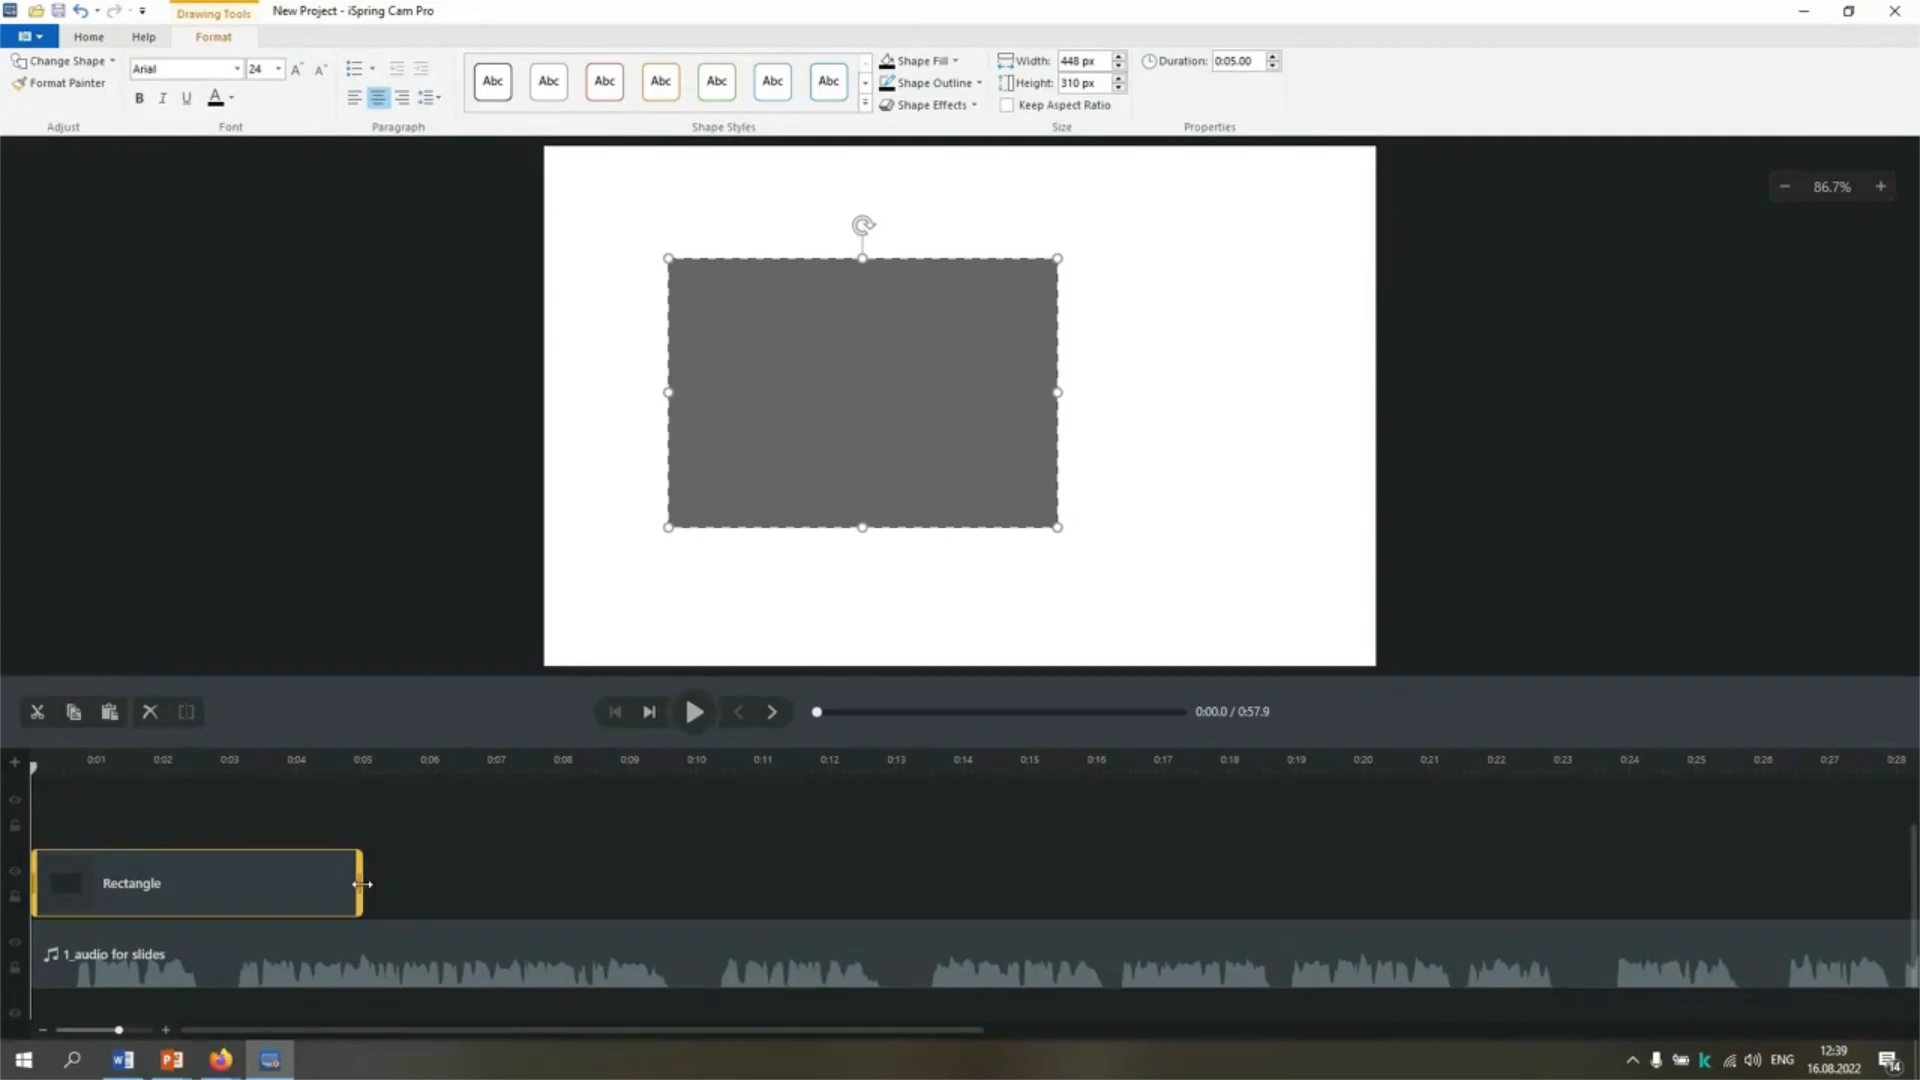 Drawing Tools
New Project - iSpring Cam Pro
Home Help Format
Change Shape
Format Painter
Adjust
Arial 24 A A
B I U A
Font
Paragraph
Abc Abc Abc Abc Abc Abc Abc
Shape Styles
Shape Fill
Shape Outline
Shape Effects
Width: 448 px
Height: 310 px
Keep Aspect Ratio
Size
Duration: 0:05.00
Properties
86.7%
0:00.0 / 0:57.9
0:01 0:02 0:03 0:04 0:05 0:06 0:07 0:08 0:09 0:10 0:11 0:12 0:13 0:14 0:15 0:16 0:17 0:18 0:19 0:20 0:21 0:22 0:23 0:24 0:25 0:26 0:27 0:28
Rectangle
1_audio for slides
ENG
12:39
16.08.2022
14